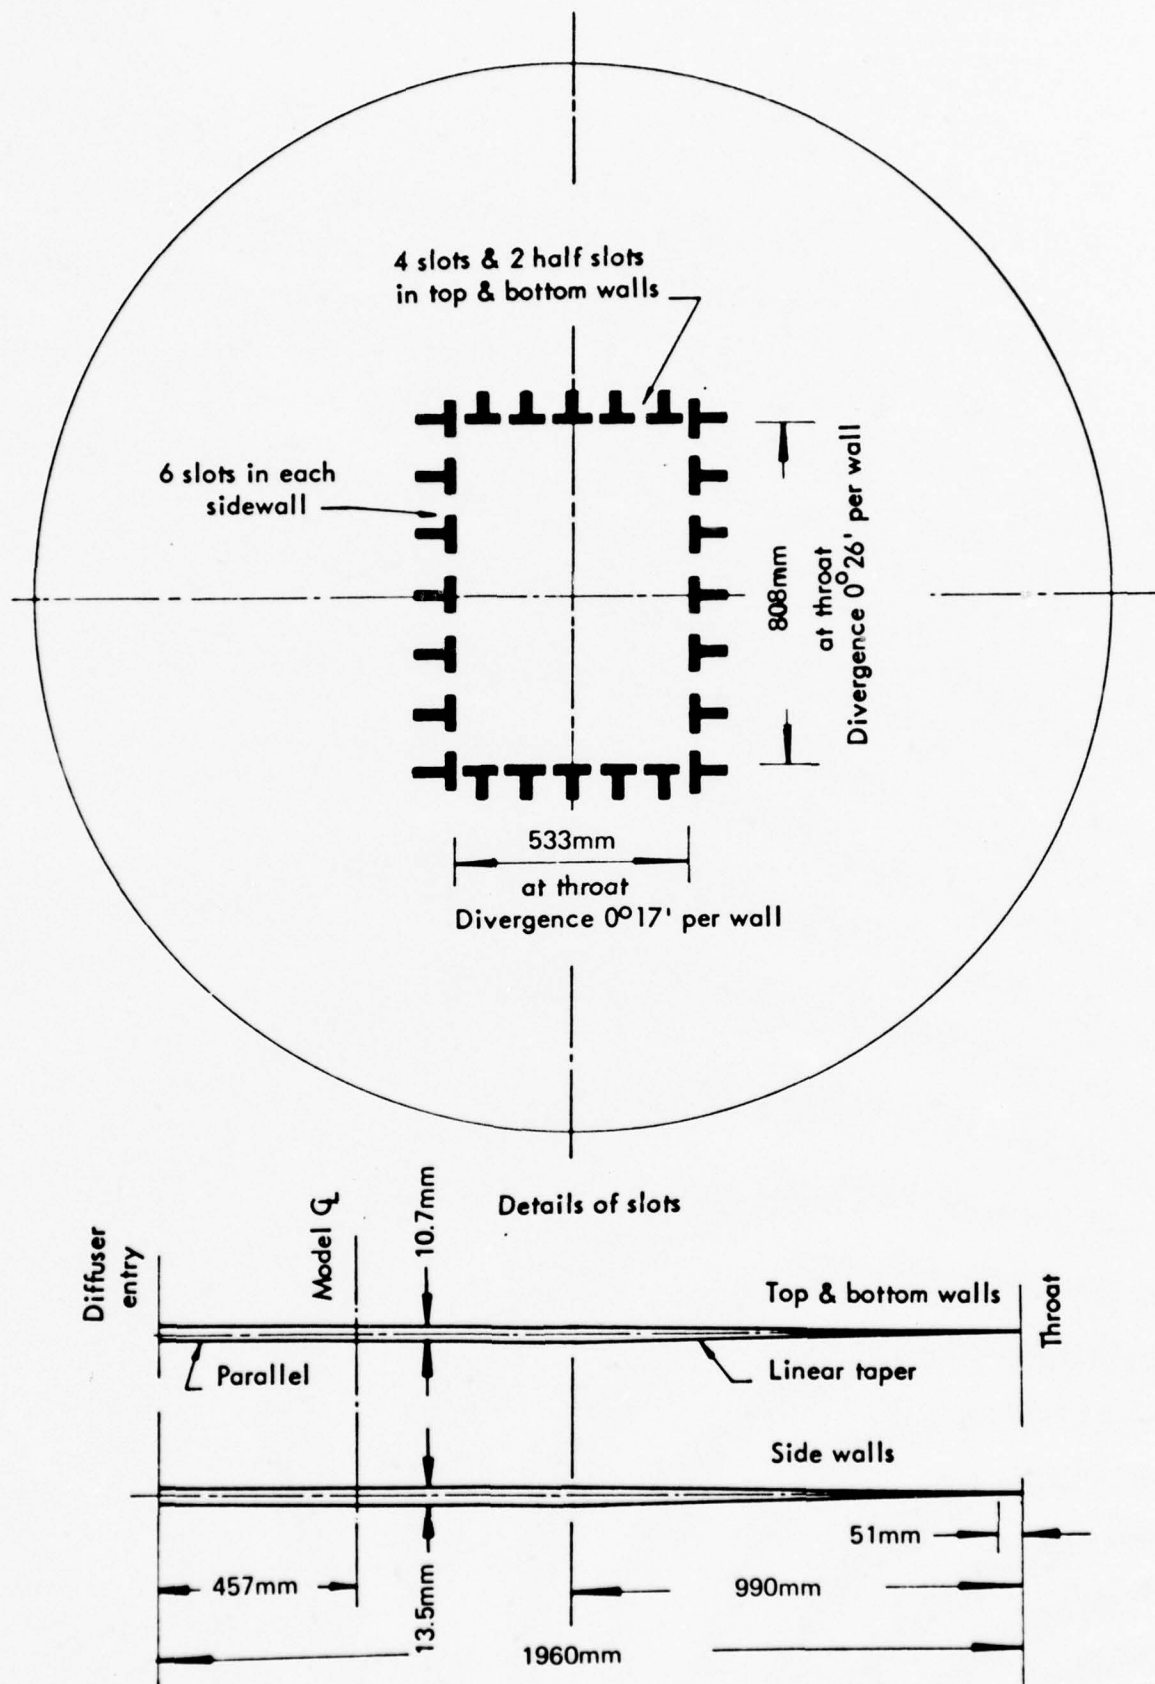 4 slots & 2 half slots
in top & bottom walls
6 slots in each
sidewall
808mm
at throat
Divergence 0°26' per wall
533mm
at throat
Divergence 0°17' per wall
Details of slots
Diffuser
entry
Model ℄
10.7mm
Top & bottom walls
Throat
Parallel
Linear taper
Side walls
51mm
457mm
13.5mm
990mm
1960mm